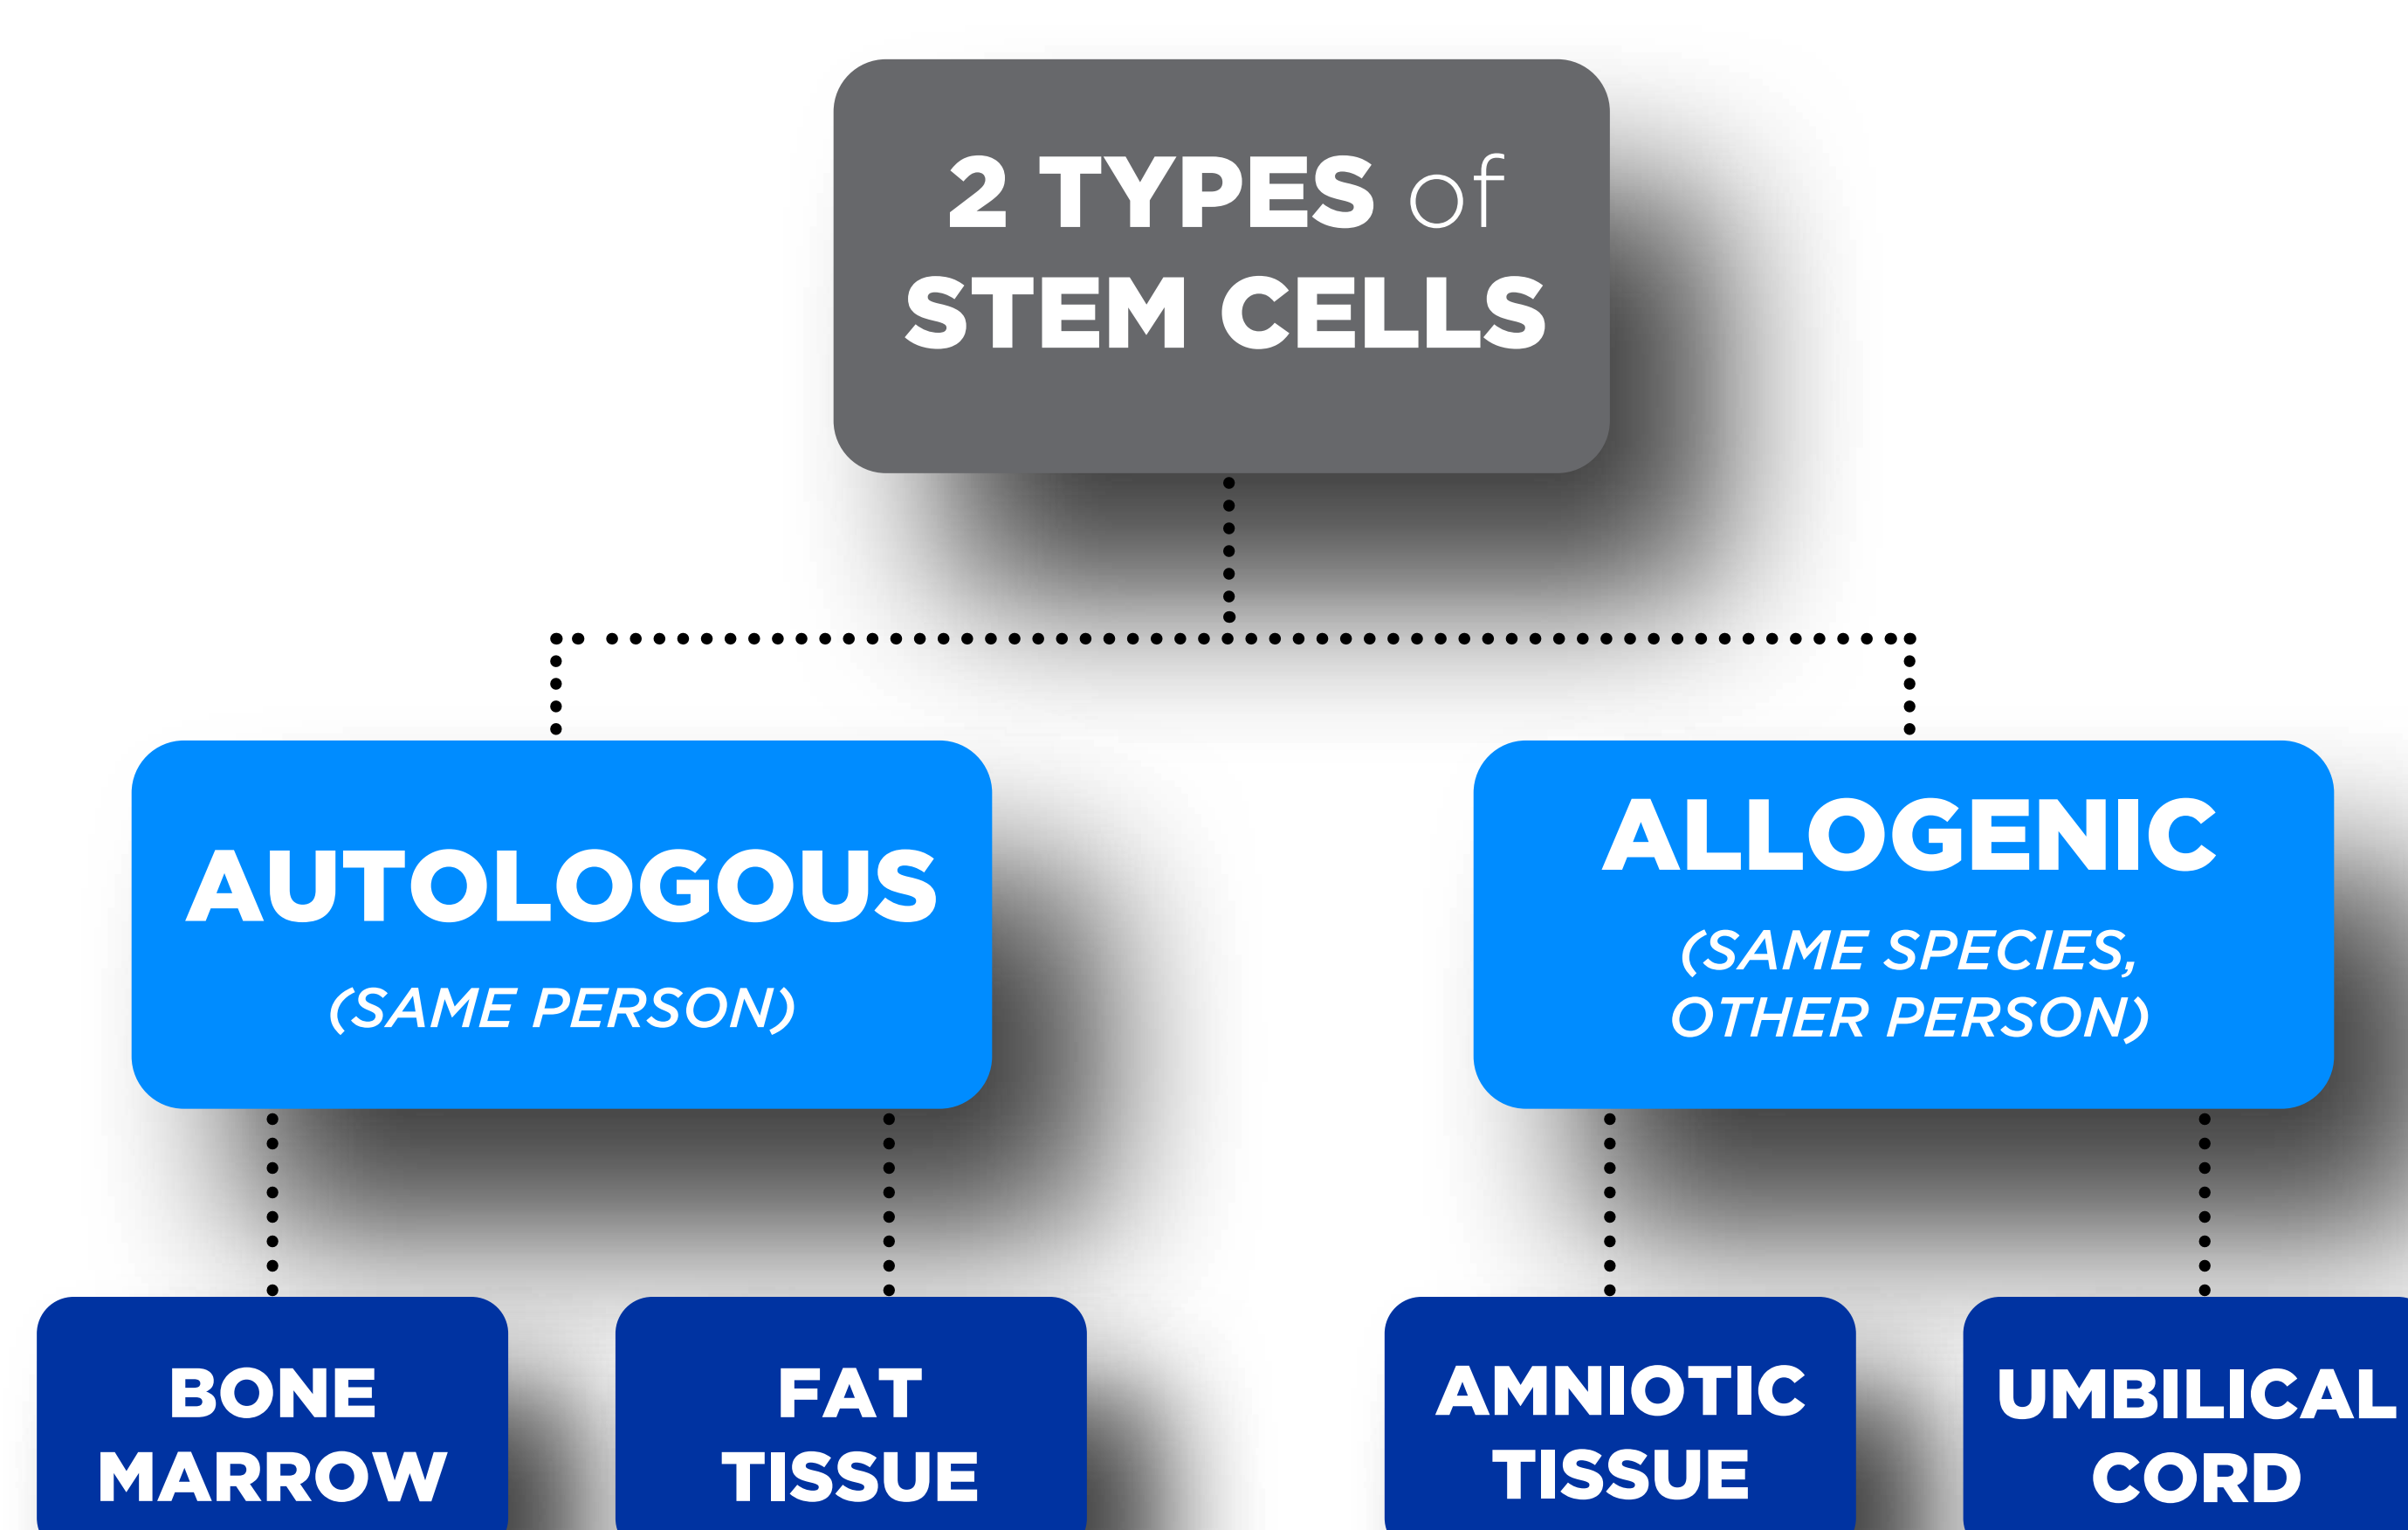 2 TYPES of
STEM CELLS
AUTOLOGOUS
(SAME PERSON)
ALLOGENIC
(SAME SPECIES,
OTHER PERSON)
BONE
MARROW
FAT
TISSUE
AMNIOTIC
TISSUE
UMBILICAL
CORD